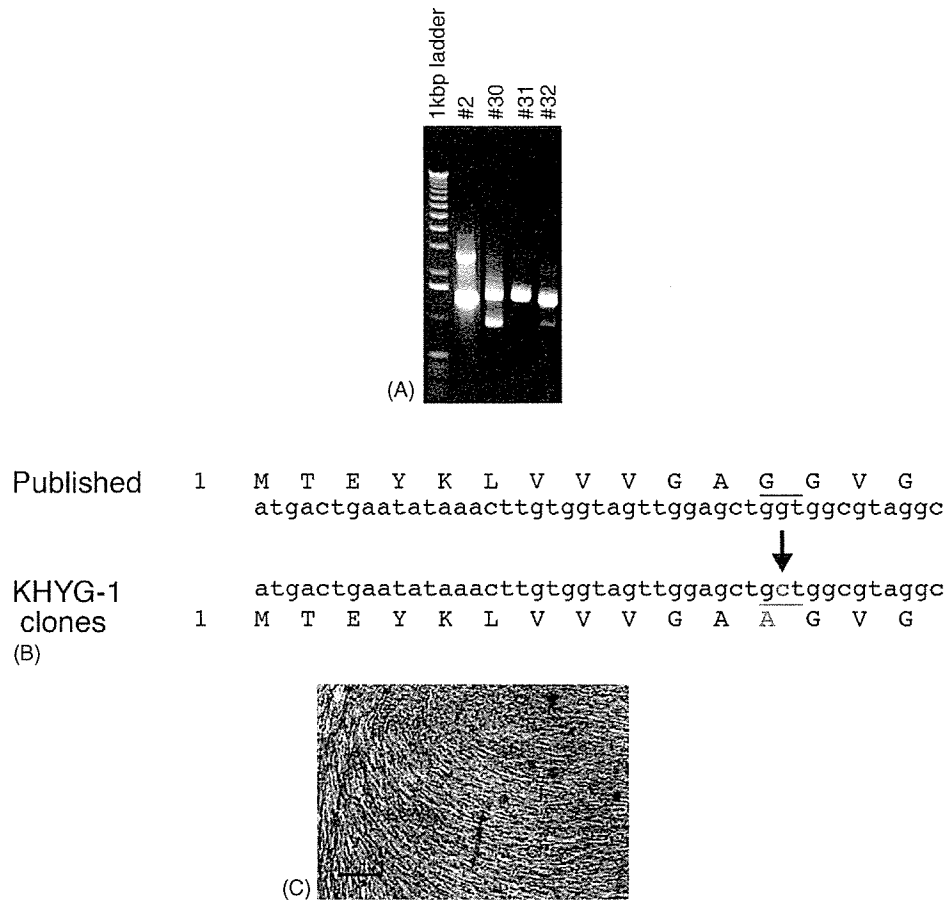 1kbp ladder
#2
#30
#31
#32
(A)
Published 1 M T E Y K L V V V G A G G V G
atgactgaatataaacttgtggtagttggagctggtggcgtaggc
atgactgaatataaacttgtggtagttggagctgctggcgtaggc
KHYG-1
clones 1 M T E Y K L V V V G A A G V G
(B)
(C)